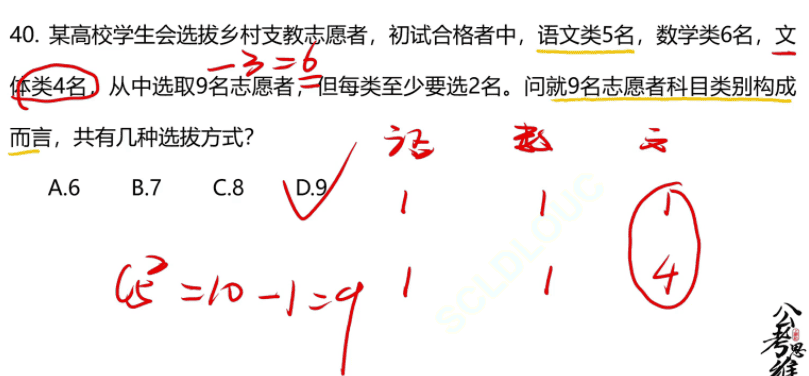 40. 某高校学生会选拔乡村支教志愿者，初试合格者中，语文类5名，数学类6名，文
-3=6
体类4名，从中选取9名志愿者，但每类至少要选2名。问就9名志愿者科目类别构成
而言，共有几种选拔方式？
语 数 文
A.6 B.7 C.8 D.9
1 1 1
C₅²=10-1=9 1 1 4
SCLDLOUC
公考思维